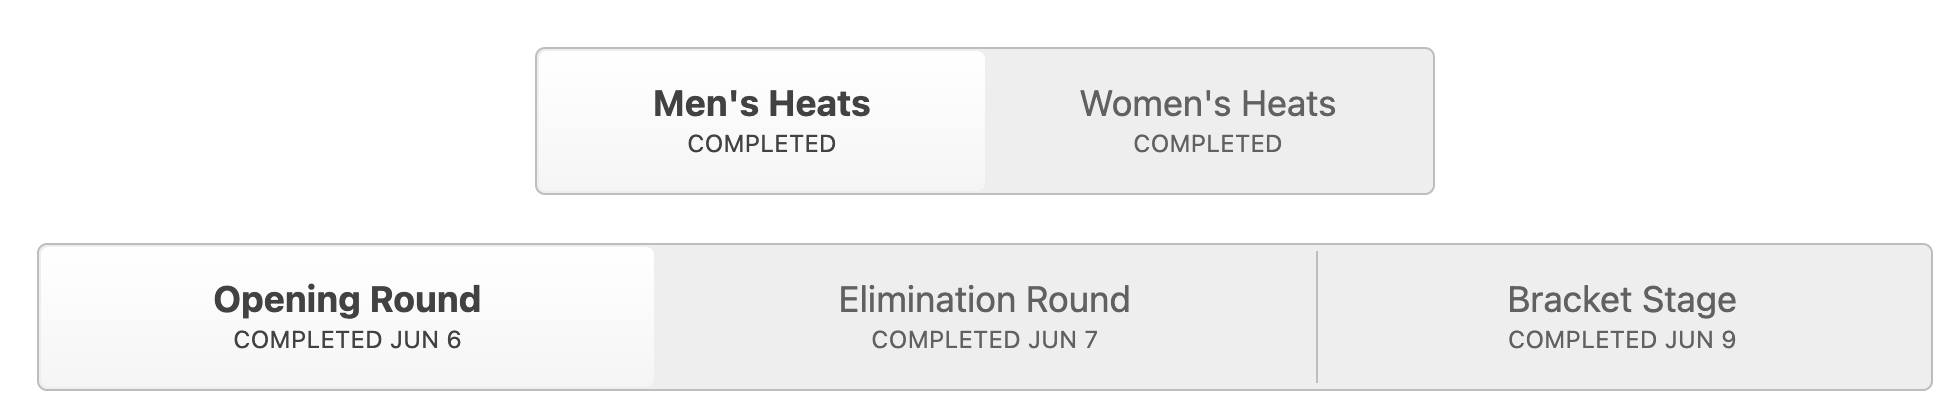 Men's Heats
COMPLETED
Women's Heats
COMPLETED
Opening Round
COMPLETED JUN 6
Elimination Round
COMPLETED JUN 7
Bracket Stage
COMPLETED JUN 9